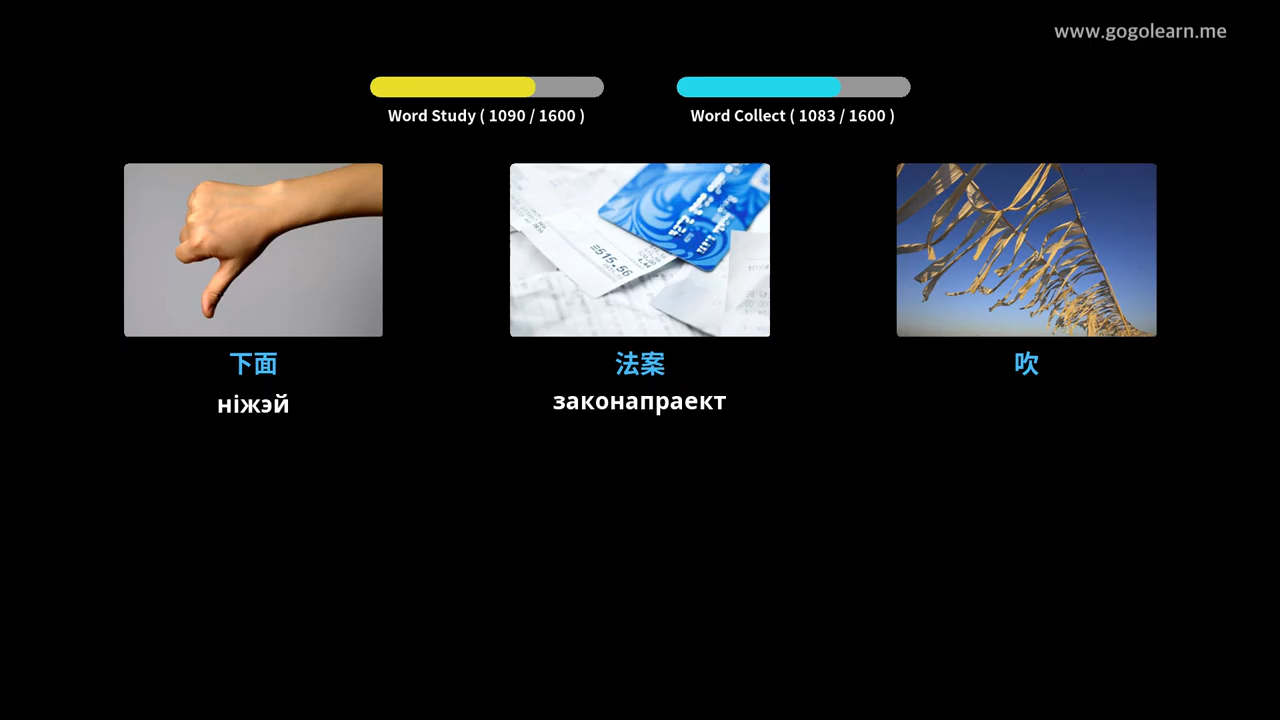 www.gogolearn.me
Word Study ( 1090 / 1600 )
Word Collect ( 1083 / 1600 )
下面
法案
吹
ніжэй
законапраект